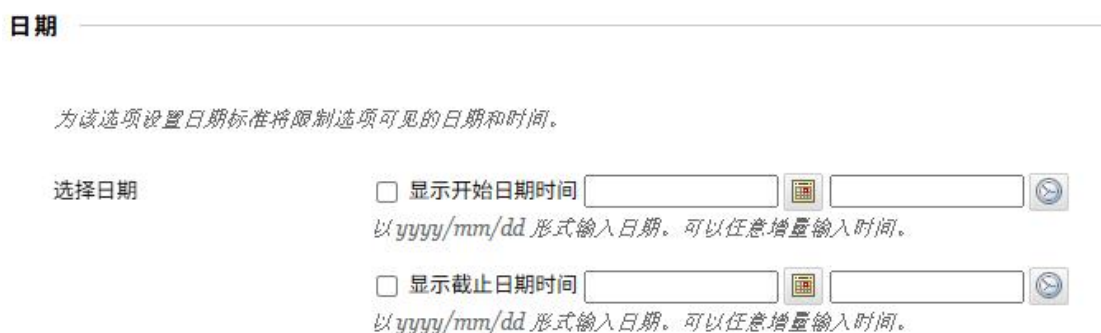 日期
为该选项设置日期标准将限制选项可见的日期和时间。
选择日期 显示开始日期时间
以 yyyy/mm/dd 形式输入日期。可以任意增量输入时间。
显示截止日期时间
以 yyyy/mm/dd 形式输入日期。可以任意增量输入时间。